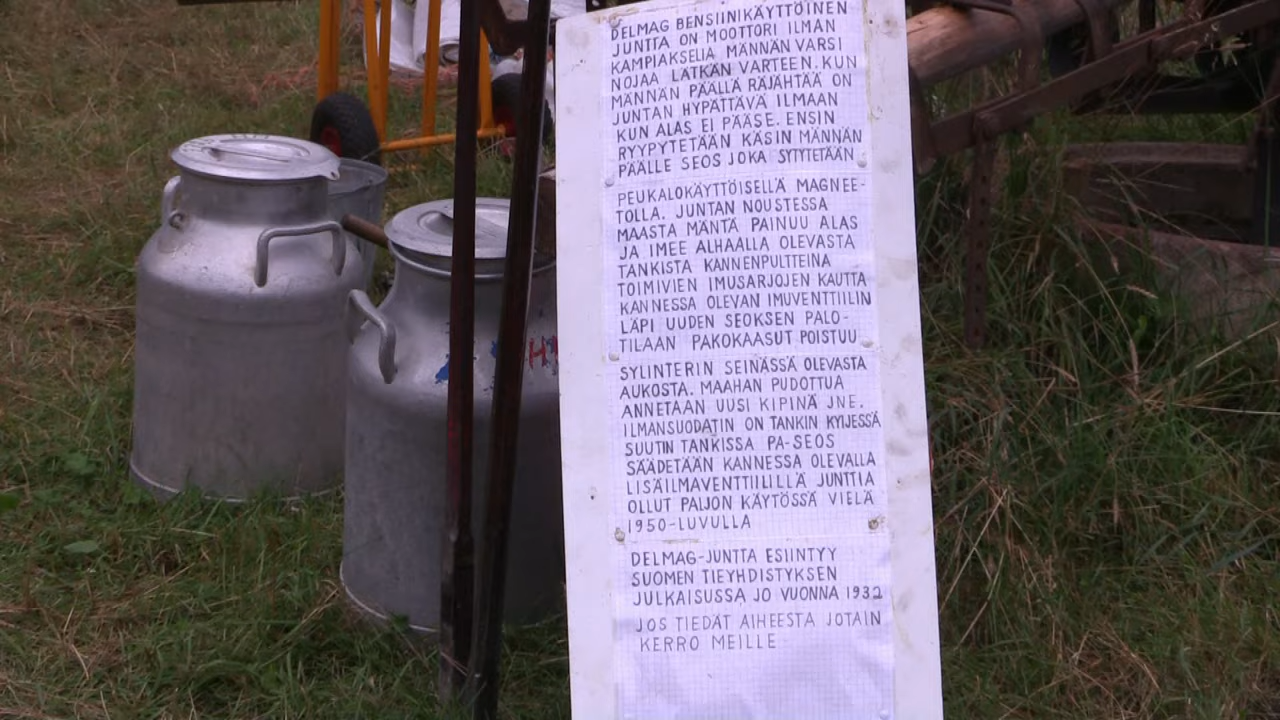 DELMAG BENSIINIKÄYTTÖINEN
JUNTTA ON MOOTTORI ILMAN
KAMPIAKSELIA MÄNNÄN VARSI
NOJAA LÄTKÄN VARTEEN. KUN
MÄNNÄN PÄÄLLÄ RÄJÄHTÄÄ ON
JUNTAN HYPÄTTÄVÄ ILMAAN
KUN ALAS EI PÄÄSE. ENSIN
RYYPYTETÄÄN KÄSIN MÄNNÄN
PÄÄLLE SEOS JOKA SYTYTETÄÄN
PEUKALOKÄYTTÖISELLÄ MAGNEE-
TOLLA. JUNTAN NOUSTESSA
MAASTA MÄNTÄ PAINUU ALAS
JA IMEE ALHAALLA OLEVASTA
TANKISTA KANNENPULTTEINA
TOIMIVIEN IMUSARJOJEN KAUTTA
KANNESSA OLEVAN IMUVENTTIILIN
LÄPI UUDEN SEOKSEN PALO-
TILAAN PAKOKAASUT POISTUU
SYLINTERIN SEINÄSSÄ OLEVASTA
AUKOSTA. MAAHAN PUDOTTUA
ANNETAAN UUSI KIPINÄ JNE.
ILMANSUODATIN ON TANKIN KYLJESSÄ
SUUTIN TANKISSA PA-SEOS
SÄÄDETÄÄN KANNESSA OLEVALLA
LISÄILMAVENTTIILILLÄ JUNTTIA
OLLUT PALJON KÄYTÖSSÄ VIELÄ
1950-LUVULLA
DELMAG-JUNTTA ESIINTYY
SUOMEN TIEYHDISTYKSEN
JULKAISUSSA JO VUONNA 1932
JOS TIEDÄT AIHEESTA JOTAIN
KERRO MEILLE